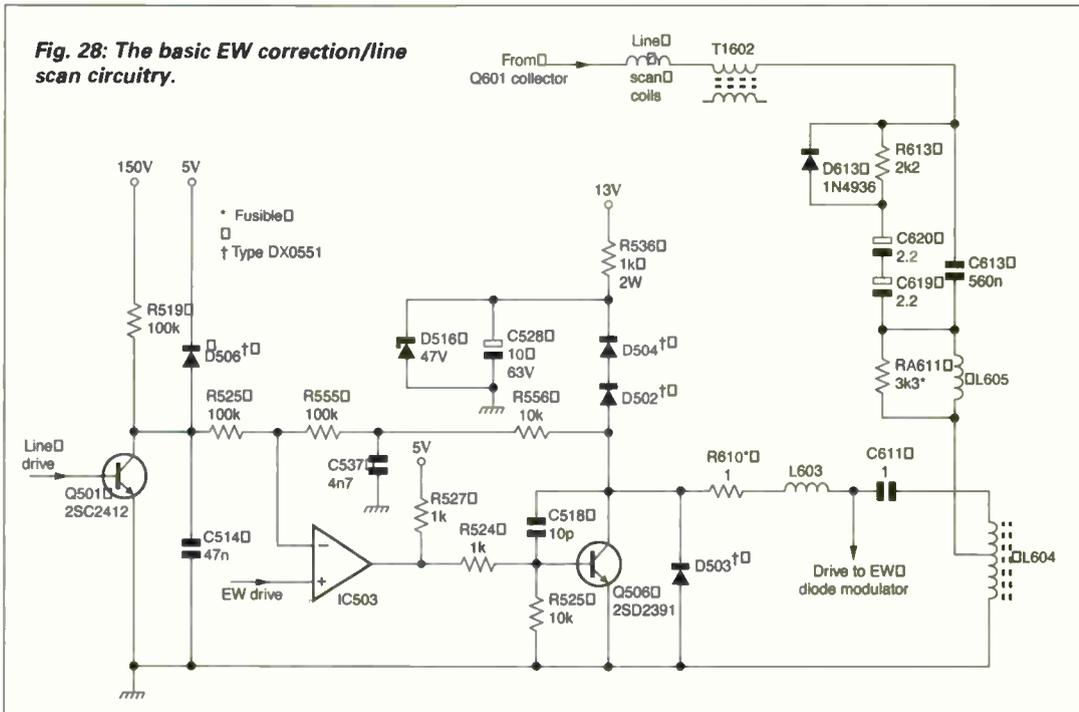 Fig. 28: The basic EW correction/line
scan circuitry.
From□
Q601 collector
Line□
scan□
coils
T1602
150V
5V
* Fusible□
□
† Type DX0551
13V
R536□
1k□
2W
D613□
1N4936
R613□
2k2
C620□
2.2
C619□
2.2
C613□
560n
R519□
100k
D506†□
D516□
47V
C528□
10□
63V
D504†□
D502†□
RA611□
3k3*
□L605
R525□
100k
R555□
100k
R556□
10k
Line□
drive
Q501□
2SC2412
C537□
4n7
5V
R527□
1k
R524□
1k
C518□
10p
R610*□
1
L603
C611□
1
C514□
47n
EW drive
−
+
IC503
R525□
10k
Q506□
2SD2391
D503†□
Drive to EW□
diode modulator
□L604